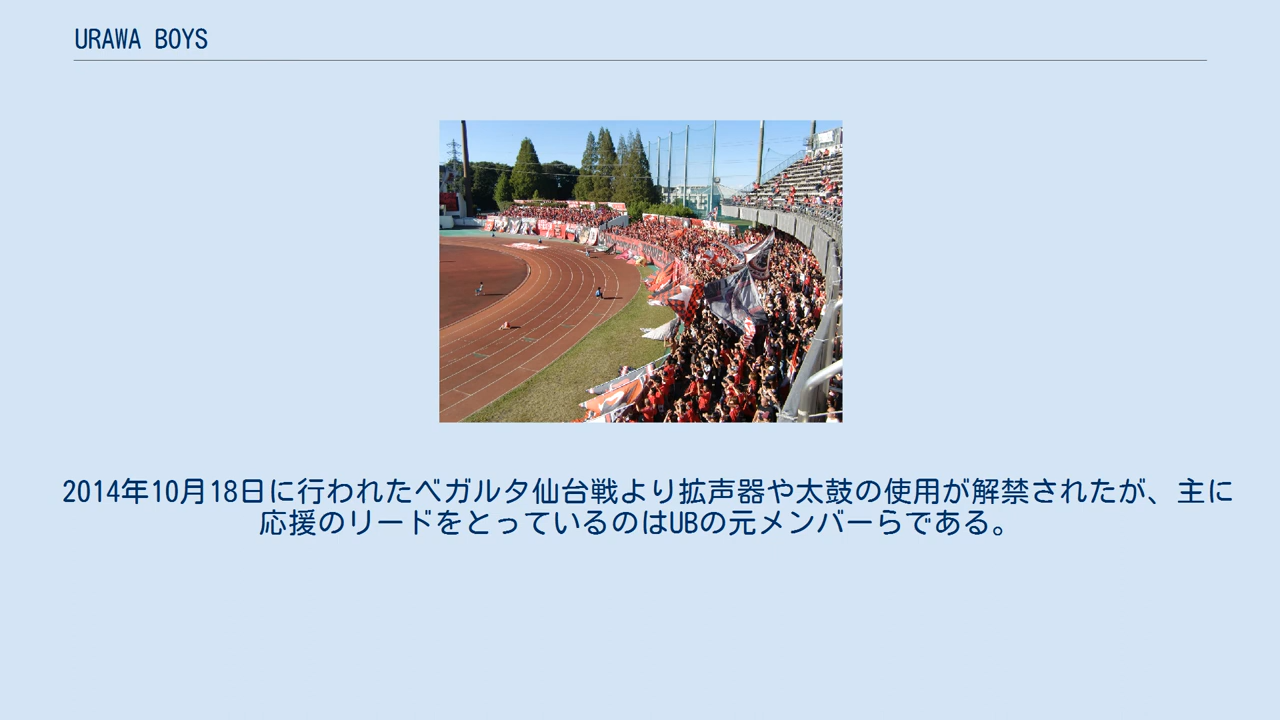 URAWA BOYS
2014年10月18日に行われたベガルタ仙台戦より拡声器や太鼓の使用が解禁されたが、主に
応援のリードをとっているのはUBの元メンバーらである。